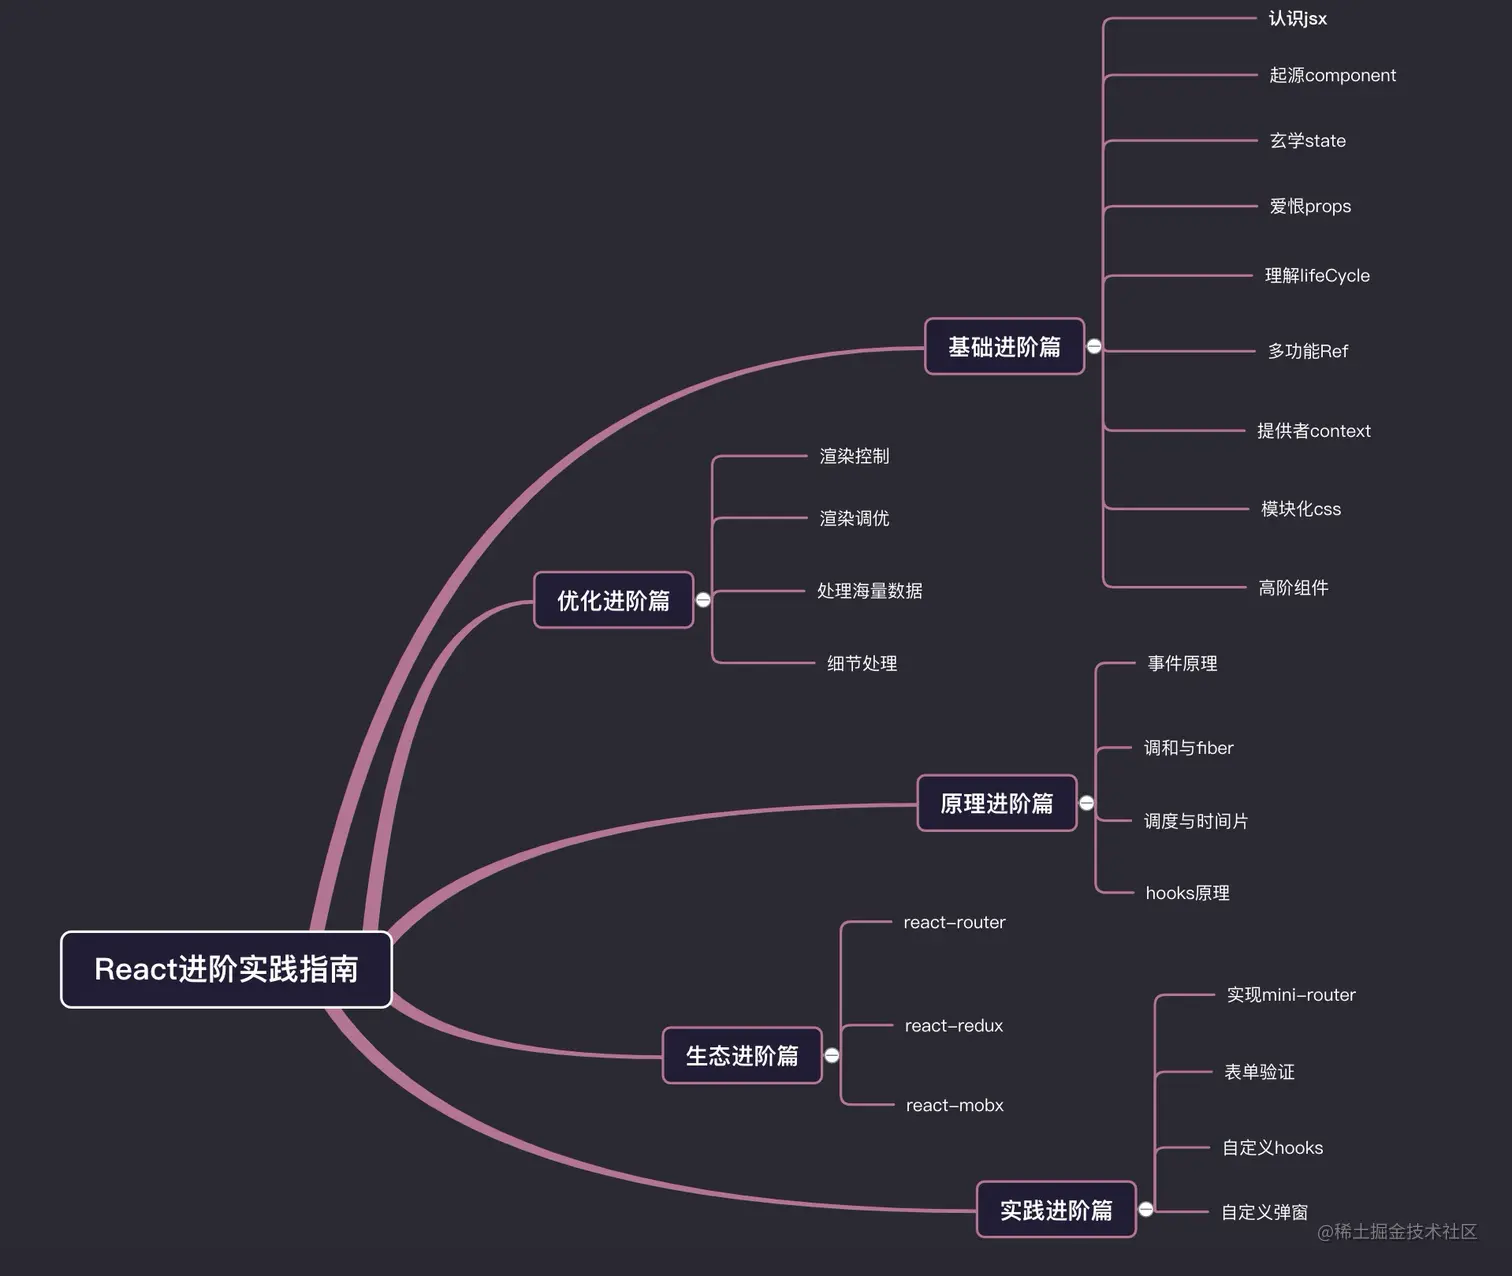 React进阶实践指南
基础进阶篇
认识jsx
起源component
玄学state
爱恨props
理解lifeCycle
多功能Ref
提供者context
模块化css
高阶组件
优化进阶篇
渲染控制
渲染调优
处理海量数据
细节处理
原理进阶篇
事件原理
调和与fiber
调度与时间片
hooks原理
生态进阶篇
react-router
react-redux
react-mobx
实践进阶篇
实现mini-router
表单验证
自定义hooks
自定义弹窗
@稀土掘金技术社区